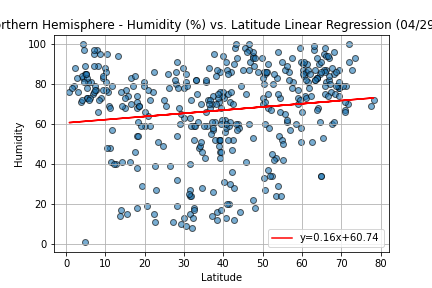 orthern Hemisphere - Humidity (%) vs. Latitude Linear Regression (04/29
100
80
60
40
20
0
Humidity
0 10 20 30 40 50 60 70 80
Latitude
y=0.16x+60.74